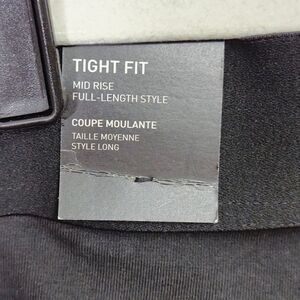 TIGHT FIT
MID RISE
FULL-LENGTH STYLE
COUPE MOULANTE
TAILLE MOYENNE
STYLE LONG